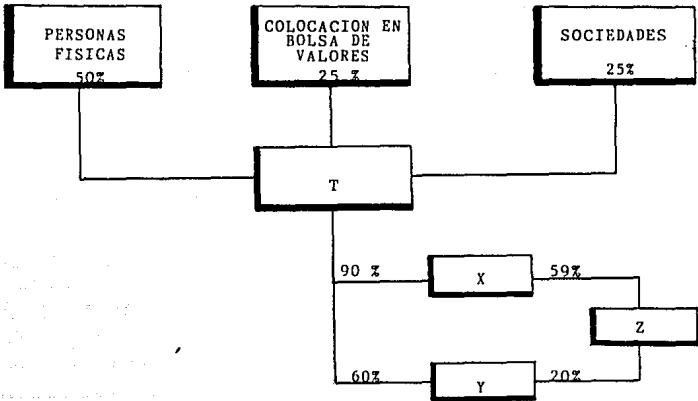 PERSONAS
FISICAS
50%
COLOCACION EN
BOLSA DE
VALORES
25 %
SOCIEDADES
25%
T
90 %
X
59%
Z
60%
Y
20%